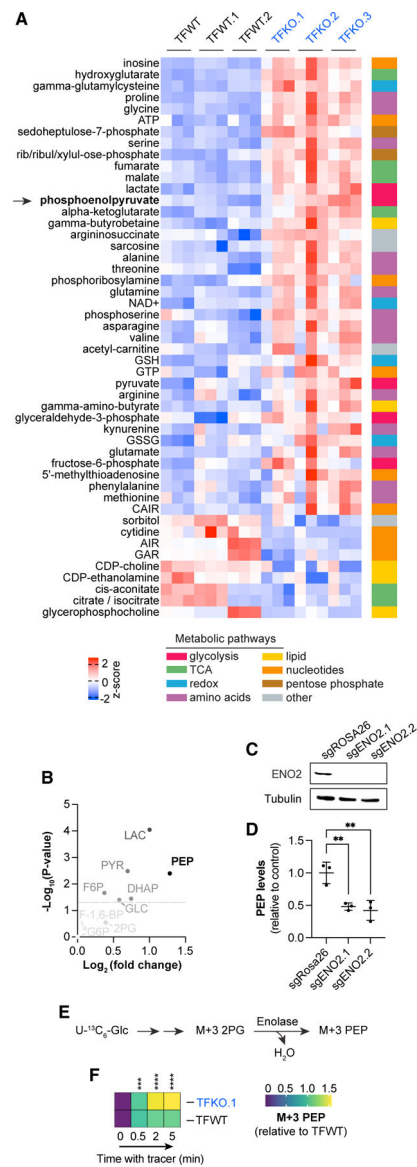 A
TFWT TFWT.1 TFWT.2 TFKO.1 TFKO.2 TFKO.3
inosine
hydroxyglutarate
gamma-glutamylcysteine
proline
glycine
ATP
sedoheptulose-7-phosphate
serine
rib/ribul/xylul-ose-phosphate
fumarate
malate
lactate
phosphoenolpyruvate
alpha-ketoglutarate
gamma-butyrobetaine
argininosuccinate
sarcosine
alanine
threonine
phosphoribosylamine
glutamine
NAD+
phosphoserine
asparagine
valine
acetyl-carnitine
GSH
GTP
pyruvate
arginine
gamma-amino-butyrate
glyceraldehyde-3-phosphate
kynurenine
GSSG
glutamate
fructose-6-phosphate
5'-methylthioadenosine
phenylalanine
methionine
CAIR
sorbitol
cytidine
AIR
GAR
CDP-choline
CDP-ethanolamine
cis-aconitate
citrate / isocitrate
glycerophosphocholine
2
0
-2
z-score
Metabolic pathways
glycolysis lipid
TCA nucleotides
redox pentose phosphate
amino acids other
B
-Log10(P-value)
5
4
3
2
1
0
LAC
PYR
PEP
F6P
DHAP
GLC
F-1,6-BP
G6P
2PG
0.0 0.5 1.0 1.5
Log2(fold change)
C
sgROSA26 sgENO2.1 sgENO2.2
ENO2
Tubulin
D
PEP levels
(relative to control)
1.5
1.0
0.5
0.0
**
**
sgRosa26 sgENO2.1 sgENO2.2
E
U-13C6-Glc M+3 2PG Enolase M+3 PEP
H2O
F
*** **** ****
TFKO.1
TFWT
0 0.5 2 5
Time with tracer (min)
0 0.5 1.0 1.5
M+3 PEP
(relative to TFWT)